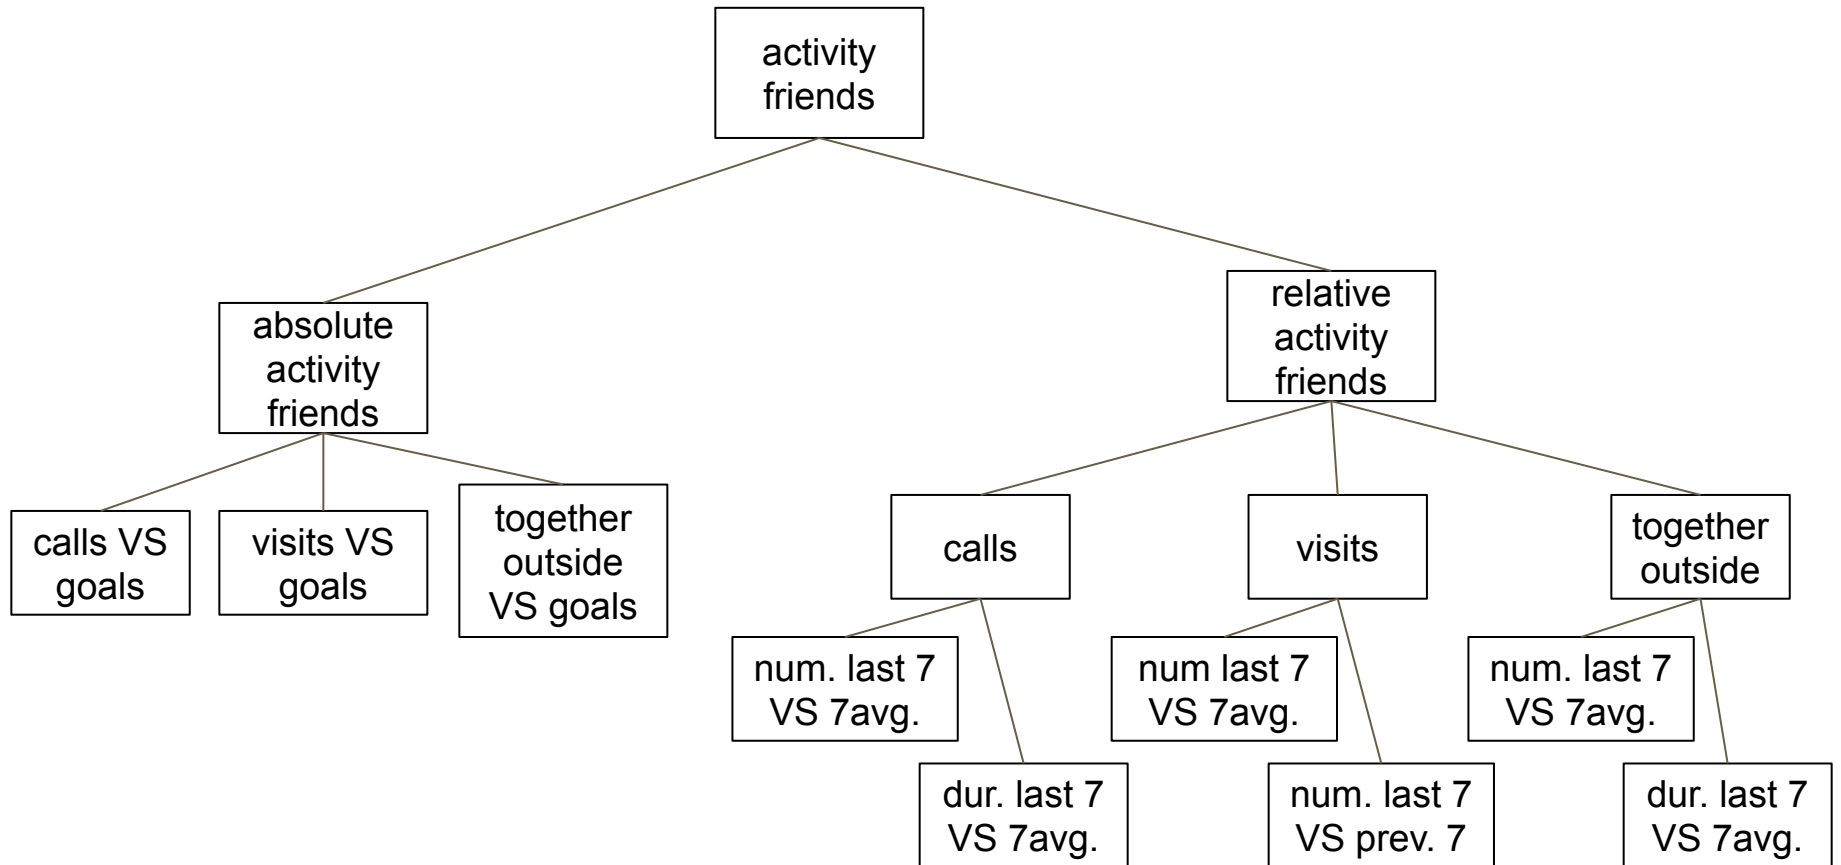 activity
friends
absolute
activity
friends
relative
activity
friends
calls VS
goals
visits VS
goals
together
outside
VS goals
calls
visits
together
outside
num. last 7
VS 7avg.
dur. last 7
VS 7avg.
num last 7
VS 7avg.
num. last 7
VS prev. 7
num. last 7
VS 7avg.
dur. last 7
VS 7avg.